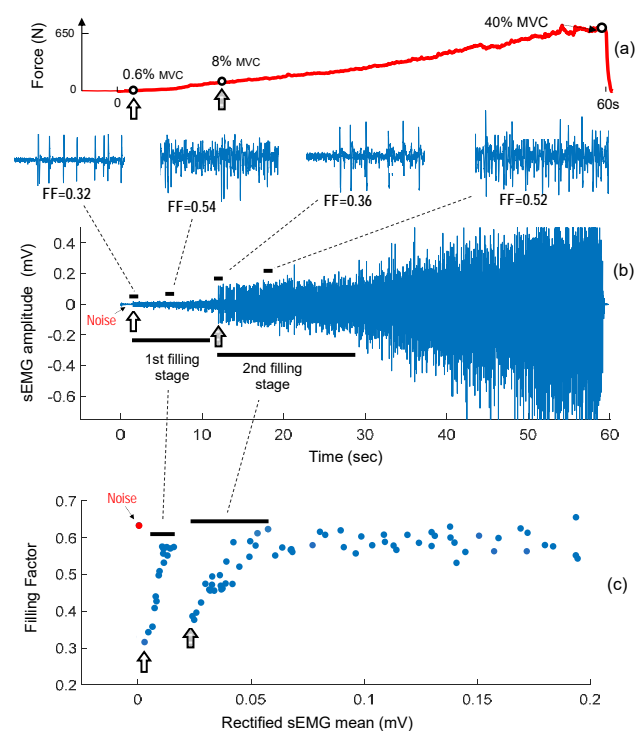 40% MVC
(a)
Force (N)
650
0
0.6% MVC
8% MVC
0
60s
FF=0.32
FF=0.54
FF=0.36
FF=0.52
(b)
sEMG amplitude (mV)
0.4
0.2
0
-0.2
-0.4
-0.6
Noise
1st filling
stage
2nd filling
stage
0
10
20
30
40
50
60
Time (sec)
(c)
Filling Factor
0.7
0.6
0.5
0.4
0.3
0.2
Noise
0
0.05
0.1
0.15
0.2
Rectified sEMG mean (mV)